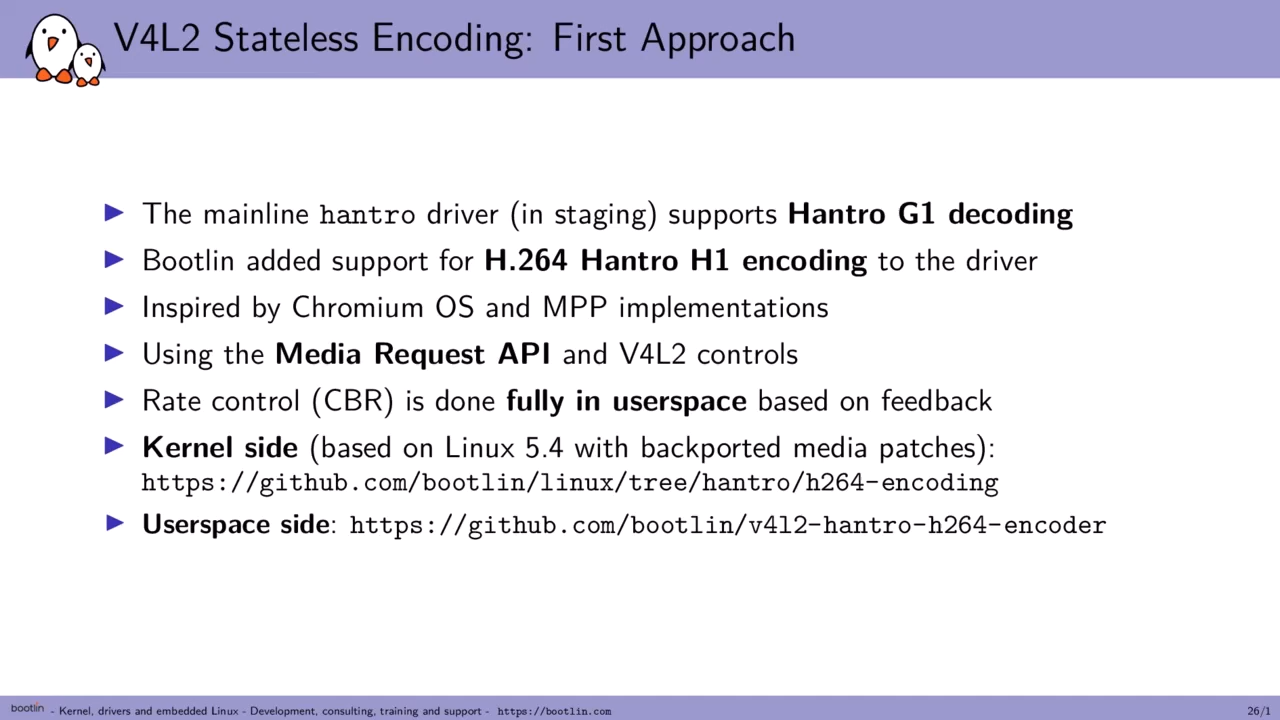 V4L2 Stateless Encoding: First Approach
The mainline hantro driver (in staging) supports Hantro G1 decoding
Bootlin added support for H.264 Hantro H1 encoding to the driver
Inspired by Chromium OS and MPP implementations
Using the Media Request API and V4L2 controls
Rate control (CBR) is done fully in userspace based on feedback
Kernel side (based on Linux 5.4 with backported media patches):
https://github.com/bootlin/linux/tree/hantro/h264-encoding
Userspace side: https://github.com/bootlin/v4l2-hantro-h264-encoder
bootlin - Kernel, drivers and embedded Linux - Development, consulting, training and support - https://bootlin.com 26/1